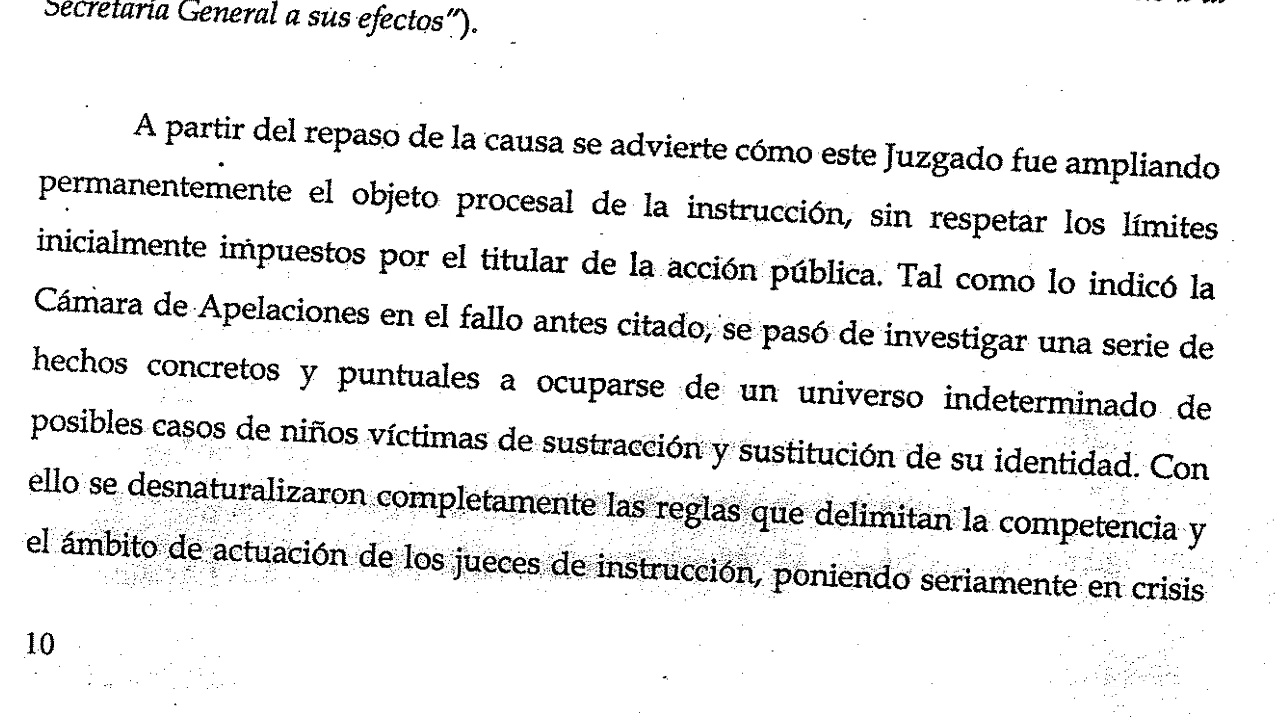 Secretaría General a sus efectos").
A partir del repaso de la causa se advierte cómo este Juzgado fue ampliando
permanentemente el objeto procesal de la instrucción, sin respetar los límites
inicialmente impuestos por el titular de la acción pública. Tal como lo indicó la
Cámara de Apelaciones en el fallo antes citado, se pasó de investigar una serie de
hechos concretos y puntuales a ocuparse de un universo indeterminado de
posibles casos de niños víctimas de sustracción y sustitución de su identidad. Con
ello se desnaturalizaron completamente las reglas que delimitan la competencia y
el ámbito de actuación de los jueces de instrucción, poniendo seriamente en crisis
10